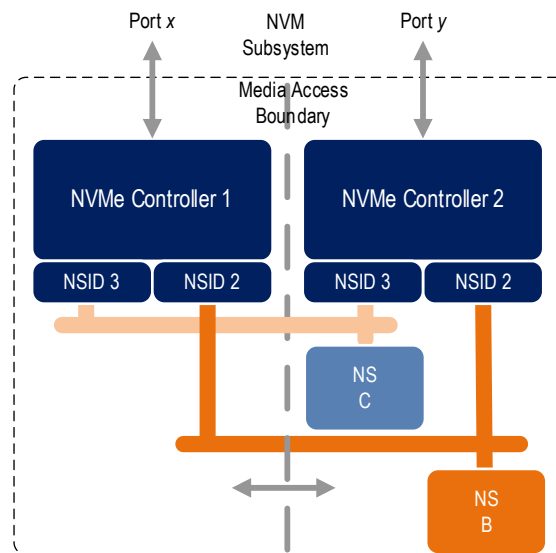 Port x
NVM
Subsystem
Port y
Media Access
Boundary
NVMe Controller 1
NVMe Controller 2
NSID 3
NSID 2
NSID 3
NSID 2
NS
C
NS
B